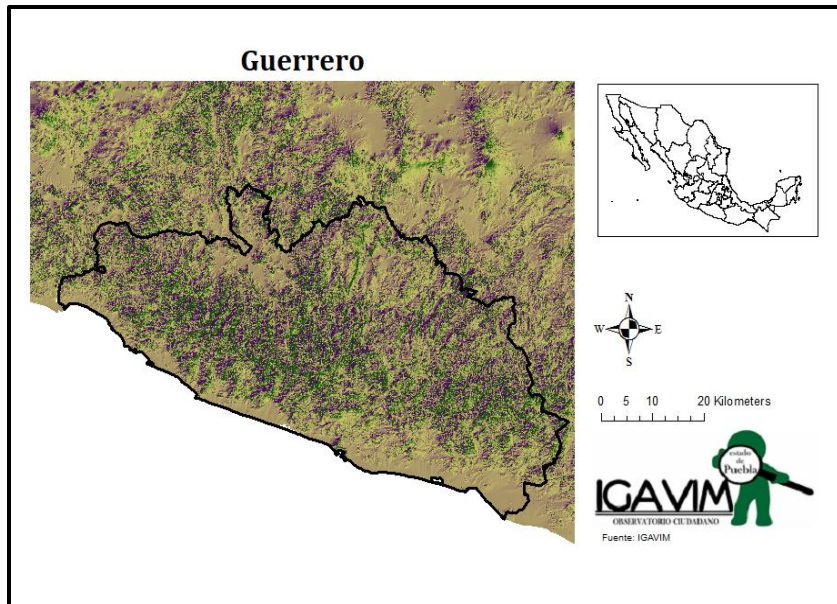 Guerrero
N
W E
S
0 5 10 20 Kilometers
estado
de
Puebla
IGAVIM
OBSERVATORIO CIUDADANO
Fuente: IGAVIM